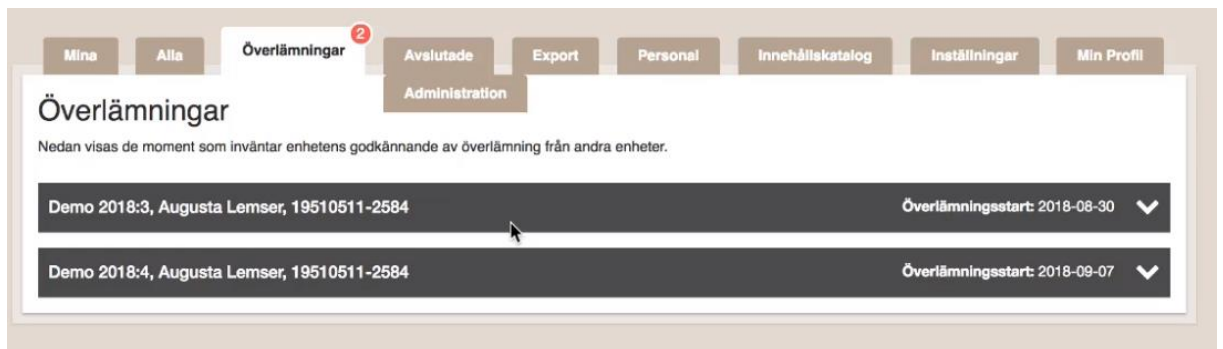 Mina Alla Överlämningar 2 Avslutade Export Personal Innehållskatalog Inställningar Min Profil
Administration
Överlämningar
Nedan visas de moment som inväntar enhetens godkännande av överlämning från andra enheter.
Demo 2018:3, Augusta Lemser, 19510511-2584 Överlämningsstart: 2018-08-30
Demo 2018:4, Augusta Lemser, 19510511-2584 Överlämningsstart: 2018-09-07